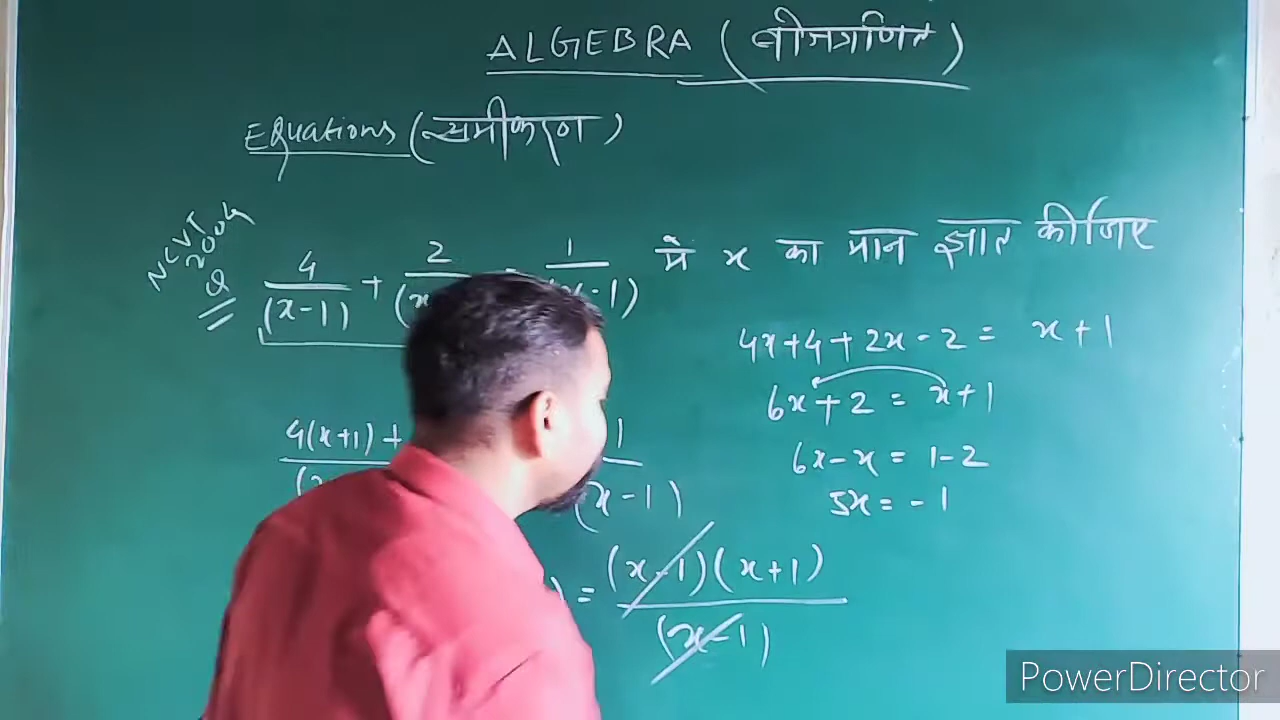 ALGEBRA (बीजगणित)
Equations (समीकरण)
NCVT
2004
Q
4/(x-1) + 2/(x = 1/(x-1) में x का मान ज्ञात कीजिए
4x+4+2x-2 = x+1
6x+2 = x+1
6x-x = 1-2
5x = -1
4(x+1)+ 1/(x-1)
) = (x-1)(x+1)/(x-1)
PowerDirector